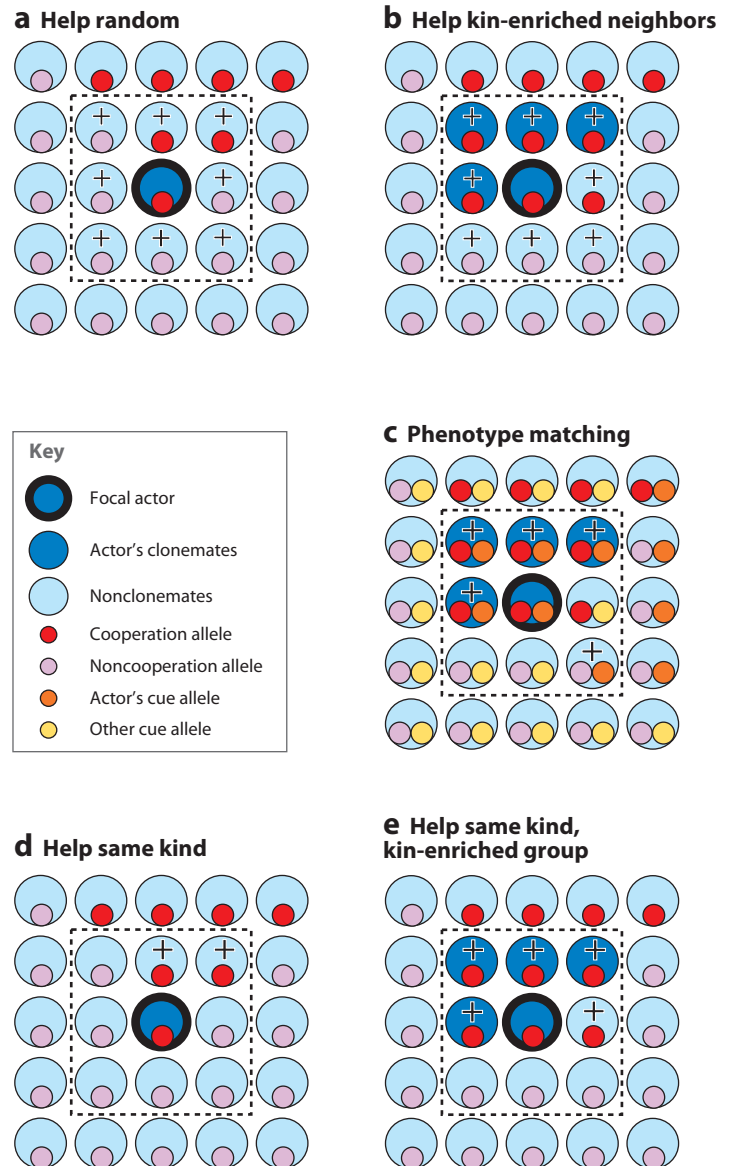 a Help random
b Help kin-enriched neighbors
Key
Focal actor
Actor's clonemates
Nonclonemates
Cooperation allele
Noncooperation allele
Actor's cue allele
Other cue allele
c Phenotype matching
d Help same kind
e Help same kind,
kin-enriched group